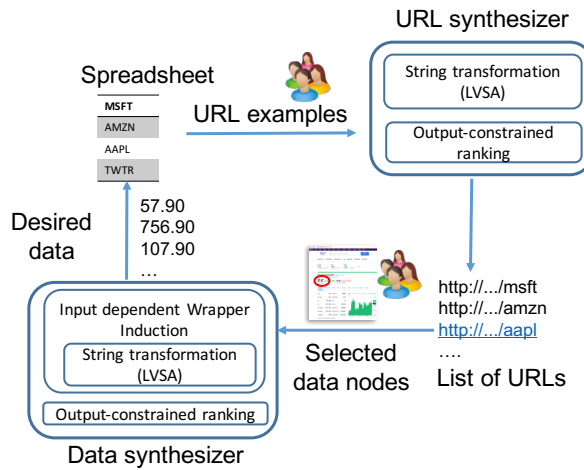 URL synthesizer
String transformation
(LVSA)
Output-constrained
ranking
Spreadsheet
MSFT
AMZN
AAPL
TWTR
URL examples
Desired
data
57.90
756.90
107.90
...
http://.../msft
http://.../amzn
http://.../aapl
....
List of URLs
Selected
data nodes
Input dependent Wrapper
Induction
String transformation
(LVSA)
Output-constrained ranking
Data synthesizer